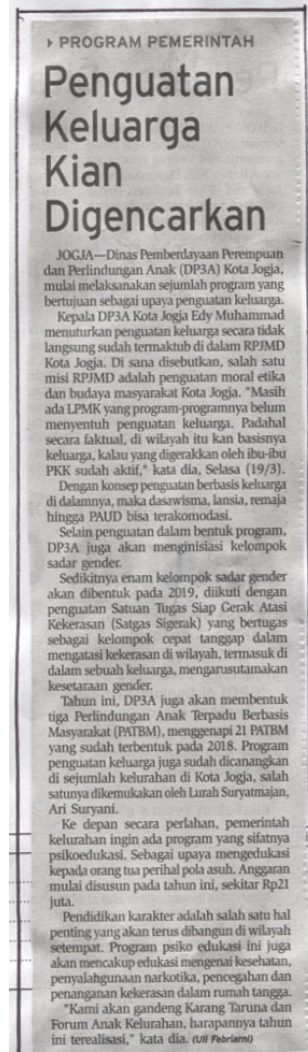 ▸ PROGRAM PEMERINTAH
Penguatan
Keluarga
Kian
Digencarkan
JOGJA—Dinas Pemberdayaan Perempuan
dan Perlindungan Anak (DP3A) Kota Jogja,
mulai melaksanakan sejumlah program yang
bertujuan sebagai upaya penguatan keluarga.
Kepala DP3A Kota Jogja Edy Muhammad
menuturkan penguatan keluarga secara tidak
langsung sudah termaktub di dalam RPJMD
Kota Jogja. Di sana disebutkan, salah satu
misi RPJMD adalah penguatan moral etika
dan budaya masyarakat Kota Jogja. "Masih
ada LPMK yang program-programnya belum
menyentuh penguatan keluarga. Padahal
secara faktual, di wilayah itu kan basisnya
keluarga, kalau yang digerakkan oleh ibu-ibu
PKK sudah aktif," kata dia, Selasa (19/3).
Dengan konsep penguatan berbasis keluarga
di dalamnya, maka dasawisma, lansia, remaja
hingga PAUD bisa terakomodasi.
Selain penguatan dalam bentuk program,
DP3A juga akan menginisiasi kelompok
sadar gender.
Sedikitnya enam kelompok sadar gender
akan dibentuk pada 2019, diikuti dengan
penguatan Satuan Tugas Siap Gerak Atasi
Kekerasan (Satgas Sigerak) yang bertugas
sebagai kelompok cepat tanggap dalam
mengatasi kekerasan di wilayah, termasuk di
dalam sebuah keluarga, mengarusutamakan
kesetaraan gender.
Tahun ini, DP3A juga akan membentuk
tiga Perlindungan Anak Terpadu Berbasis
Masyarakat (PATBM), menggenapi 21 PATBM
yang sudah terbentuk pada 2018. Program
penguatan keluarga juga sudah dicanangkan
di sejumlah kelurahan di Kota Jogja, salah
satunya dikemukakan oleh Lurah Suryatmajan,
Ari Suryani.
Ke depan secara perlahan, pemerintah
kelurahan ingin ada program yang sifatnya
psikoedukasi. Sebagai upaya mengedukasi
kepada orang tua perihal pola asuh. Anggaran
mulai disusun pada tahun ini, sekitar Rp21
juta.
Pendidikan karakter adalah salah satu hal
penting yang akan terus dibangun di wilayah
setempat. Program psiko edukasi ini juga
akan mencakup edukasi mengenai kesehatan,
penyalahgunaan narkotika, pencegahan dan
penanganan kekerasan dalam rumah tangga.
"Kami akan gandeng Karang Taruna dan
Forum Anak Kelurahan, harapannya tahun
ini terealisasi," kata dia. (Uli Febriarni)